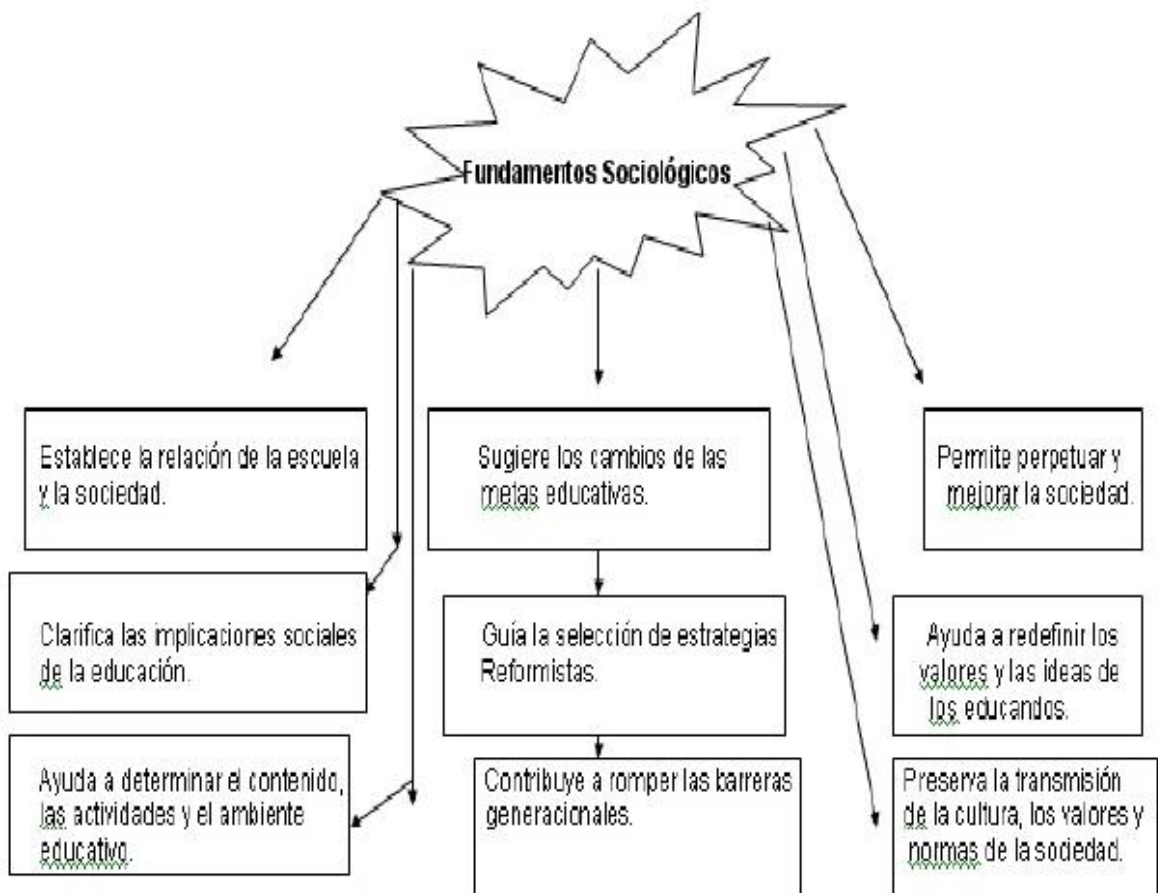 Fundamentos Sociológicos
Establece la relación de la escuela
y la sociedad.
Sugiere los cambios de las
metas educativas.
Permite perpetuar y
mejorar la sociedad.
Clarifica las implicaciones sociales
de la educación.
Guía la selección de estrategias
Reformistas.
Ayuda a redefinir los
valores y las ideas de
los educandos.
Ayuda a determinar el contenido,
las actividades y el ambiente
educativo.
Contribuye a romper las barreras
generacionales.
Preserva la transmisión
de la cultura, los valores y
normas de la sociedad.